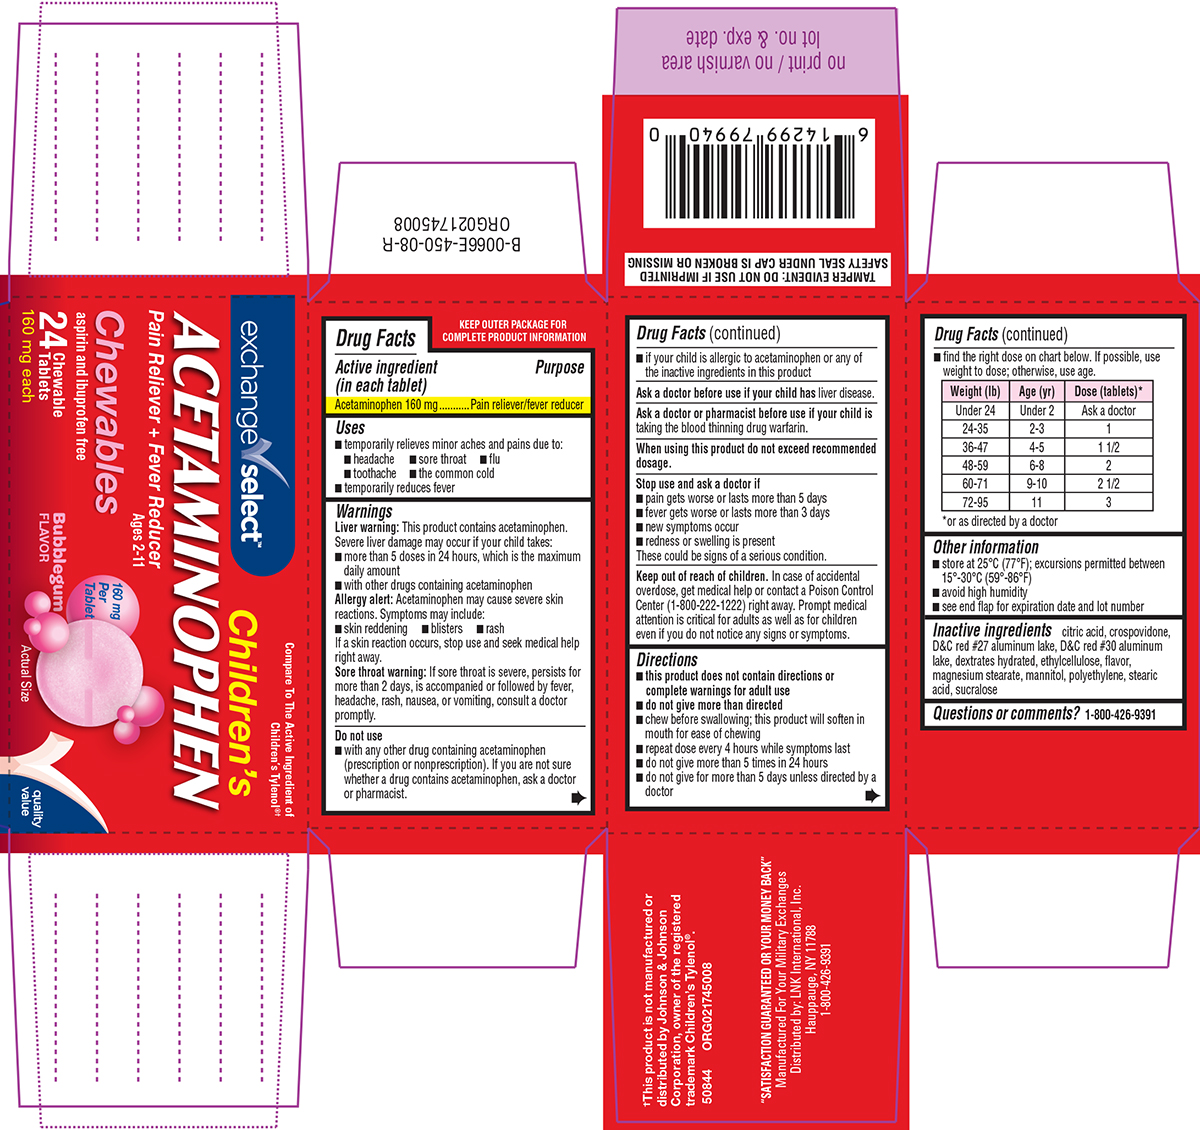 no print / no varnish area
lot no. & exp. date
6 14299 79940 0
TAMPER EVIDENT: DO NOT USE IF IMPRINTED
SAFETY SEAL UNDER CAP IS BROKEN OR MISSING
B-0066E-450-08-R
ORG021745008
Compare To The Active Ingredient of
Children's Tylenol®†
exchange select™
Children's
ACETAMINOPHEN
Pain Reliever + Fever Reducer
Ages 2-11
Chewables
Bubblegum
FLAVOR
aspirin and ibuprofen free
24 Chewable
Tablets
160 mg each
160 mg
Per
Tablet
Actual Size
quality
value
Drug Facts
KEEP OUTER PACKAGE FOR
COMPLETE PRODUCT INFORMATION
Active ingredient Purpose
(in each tablet)
Acetaminophen 160 mg...........Pain reliever/fever reducer
Uses
■ temporarily relieves minor aches and pains due to:
■ headache ■ sore throat ■ flu
■ toothache ■ the common cold
■ temporarily reduces fever
Warnings
Liver warning: This product contains acetaminophen.
Severe liver damage may occur if your child takes:
■ more than 5 doses in 24 hours, which is the maximum
daily amount
■ with other drugs containing acetaminophen
Allergy alert: Acetaminophen may cause severe skin
reactions. Symptoms may include:
■ skin reddening ■ blisters ■ rash
If a skin reaction occurs, stop use and seek medical help
right away.
Sore throat warning: If sore throat is severe, persists for
more than 2 days, is accompanied or followed by fever,
headache, rash, nausea, or vomiting, consult a doctor
promptly.
Do not use
■ with any other drug containing acetaminophen
(prescription or nonprescription). If you are not sure
whether a drug contains acetaminophen, ask a doctor
or pharmacist.
Drug Facts (continued)
■ if your child is allergic to acetaminophen or any of
the inactive ingredients in this product
Ask a doctor before use if your child has liver disease.
Ask a doctor or pharmacist before use if your child is
taking the blood thinning drug warfarin.
When using this product do not exceed recommended
dosage.
Stop use and ask a doctor if
■ pain gets worse or lasts more than 5 days
■ fever gets worse or lasts more than 3 days
■ new symptoms occur
■ redness or swelling is present
These could be signs of a serious condition.
Keep out of reach of children. In case of accidental
overdose, get medical help or contact a Poison Control
Center (1-800-222-1222) right away. Prompt medical
attention is critical for adults as well as for children
even if you do not notice any signs or symptoms.
Directions
■ this product does not contain directions or
complete warnings for adult use
■ do not give more than directed
■ chew before swallowing; this product will soften in
mouth for ease of chewing
■ repeat dose every 4 hours while symptoms last
■ do not give more than 5 times in 24 hours
■ do not give for more than 5 days unless directed by a
doctor
Drug Facts (continued)
■ find the right dose on chart below. If possible, use
weight to dose; otherwise, use age.
Weight (lb) Age (yr) Dose (tablets)*
Under 24 Under 2 Ask a doctor
24-35 2-3 1
36-47 4-5 1 1/2
48-59 6-8 2
60-71 9-10 2 1/2
72-95 11 3
*or as directed by a doctor
Other information
■ store at 25°C (77°F); excursions permitted between
15°-30°C (59°-86°F)
■ avoid high humidity
■ see end flap for expiration date and lot number
Inactive ingredients citric acid, crospovidone,
D&C red #27 aluminum lake, D&C red #30 aluminum
lake, dextrates hydrated, ethylcellulose, flavor,
magnesium stearate, mannitol, polyethylene, stearic
acid, sucralose
Questions or comments? 1-800-426-9391
†This product is not manufactured or
distributed by Johnson & Johnson
Corporation, owner of the registered
trademark Children's Tylenol®.
50844 ORG021745008
"SATISFACTION GUARANTEED OR YOUR MONEY BACK"
Manufactured For Your Military Exchanges
Distributed by: LNK International, Inc.
Hauppauge, NY 11788
1-800-426-9391